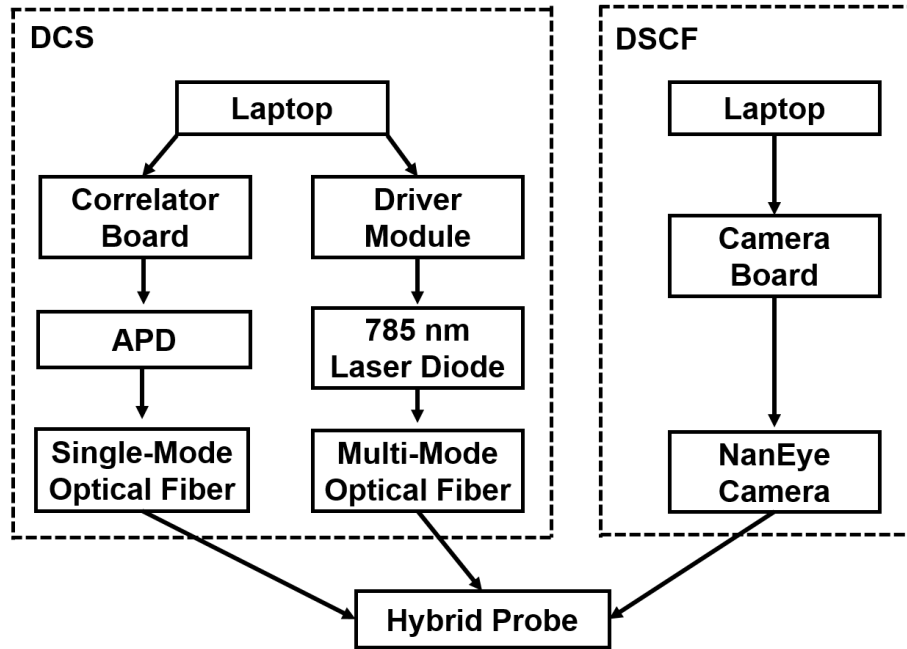 DCS
Laptop
Correlator
Board
Driver
Module
APD
785 nm
Laser Diode
Single-Mode
Optical Fiber
Multi-Mode
Optical Fiber
DSCF
Laptop
Camera
Board
NanEye
Camera
Hybrid Probe